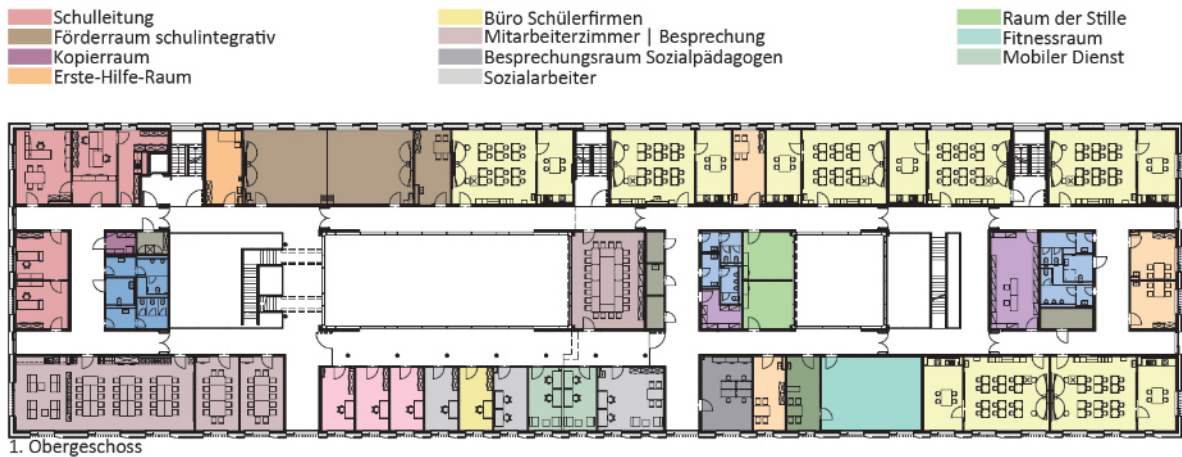 Schulleitung
Förderraum schulintegrativ
Kopierraum
Erste-Hilfe-Raum
Büro Schülerfirmen
Mitarbeiterzimmer | Besprechung
Besprechungsraum Sozialpädagogen
Sozialarbeiter
Raum der Stille
Fitnessraum
Mobiler Dienst
1. Obergeschoss